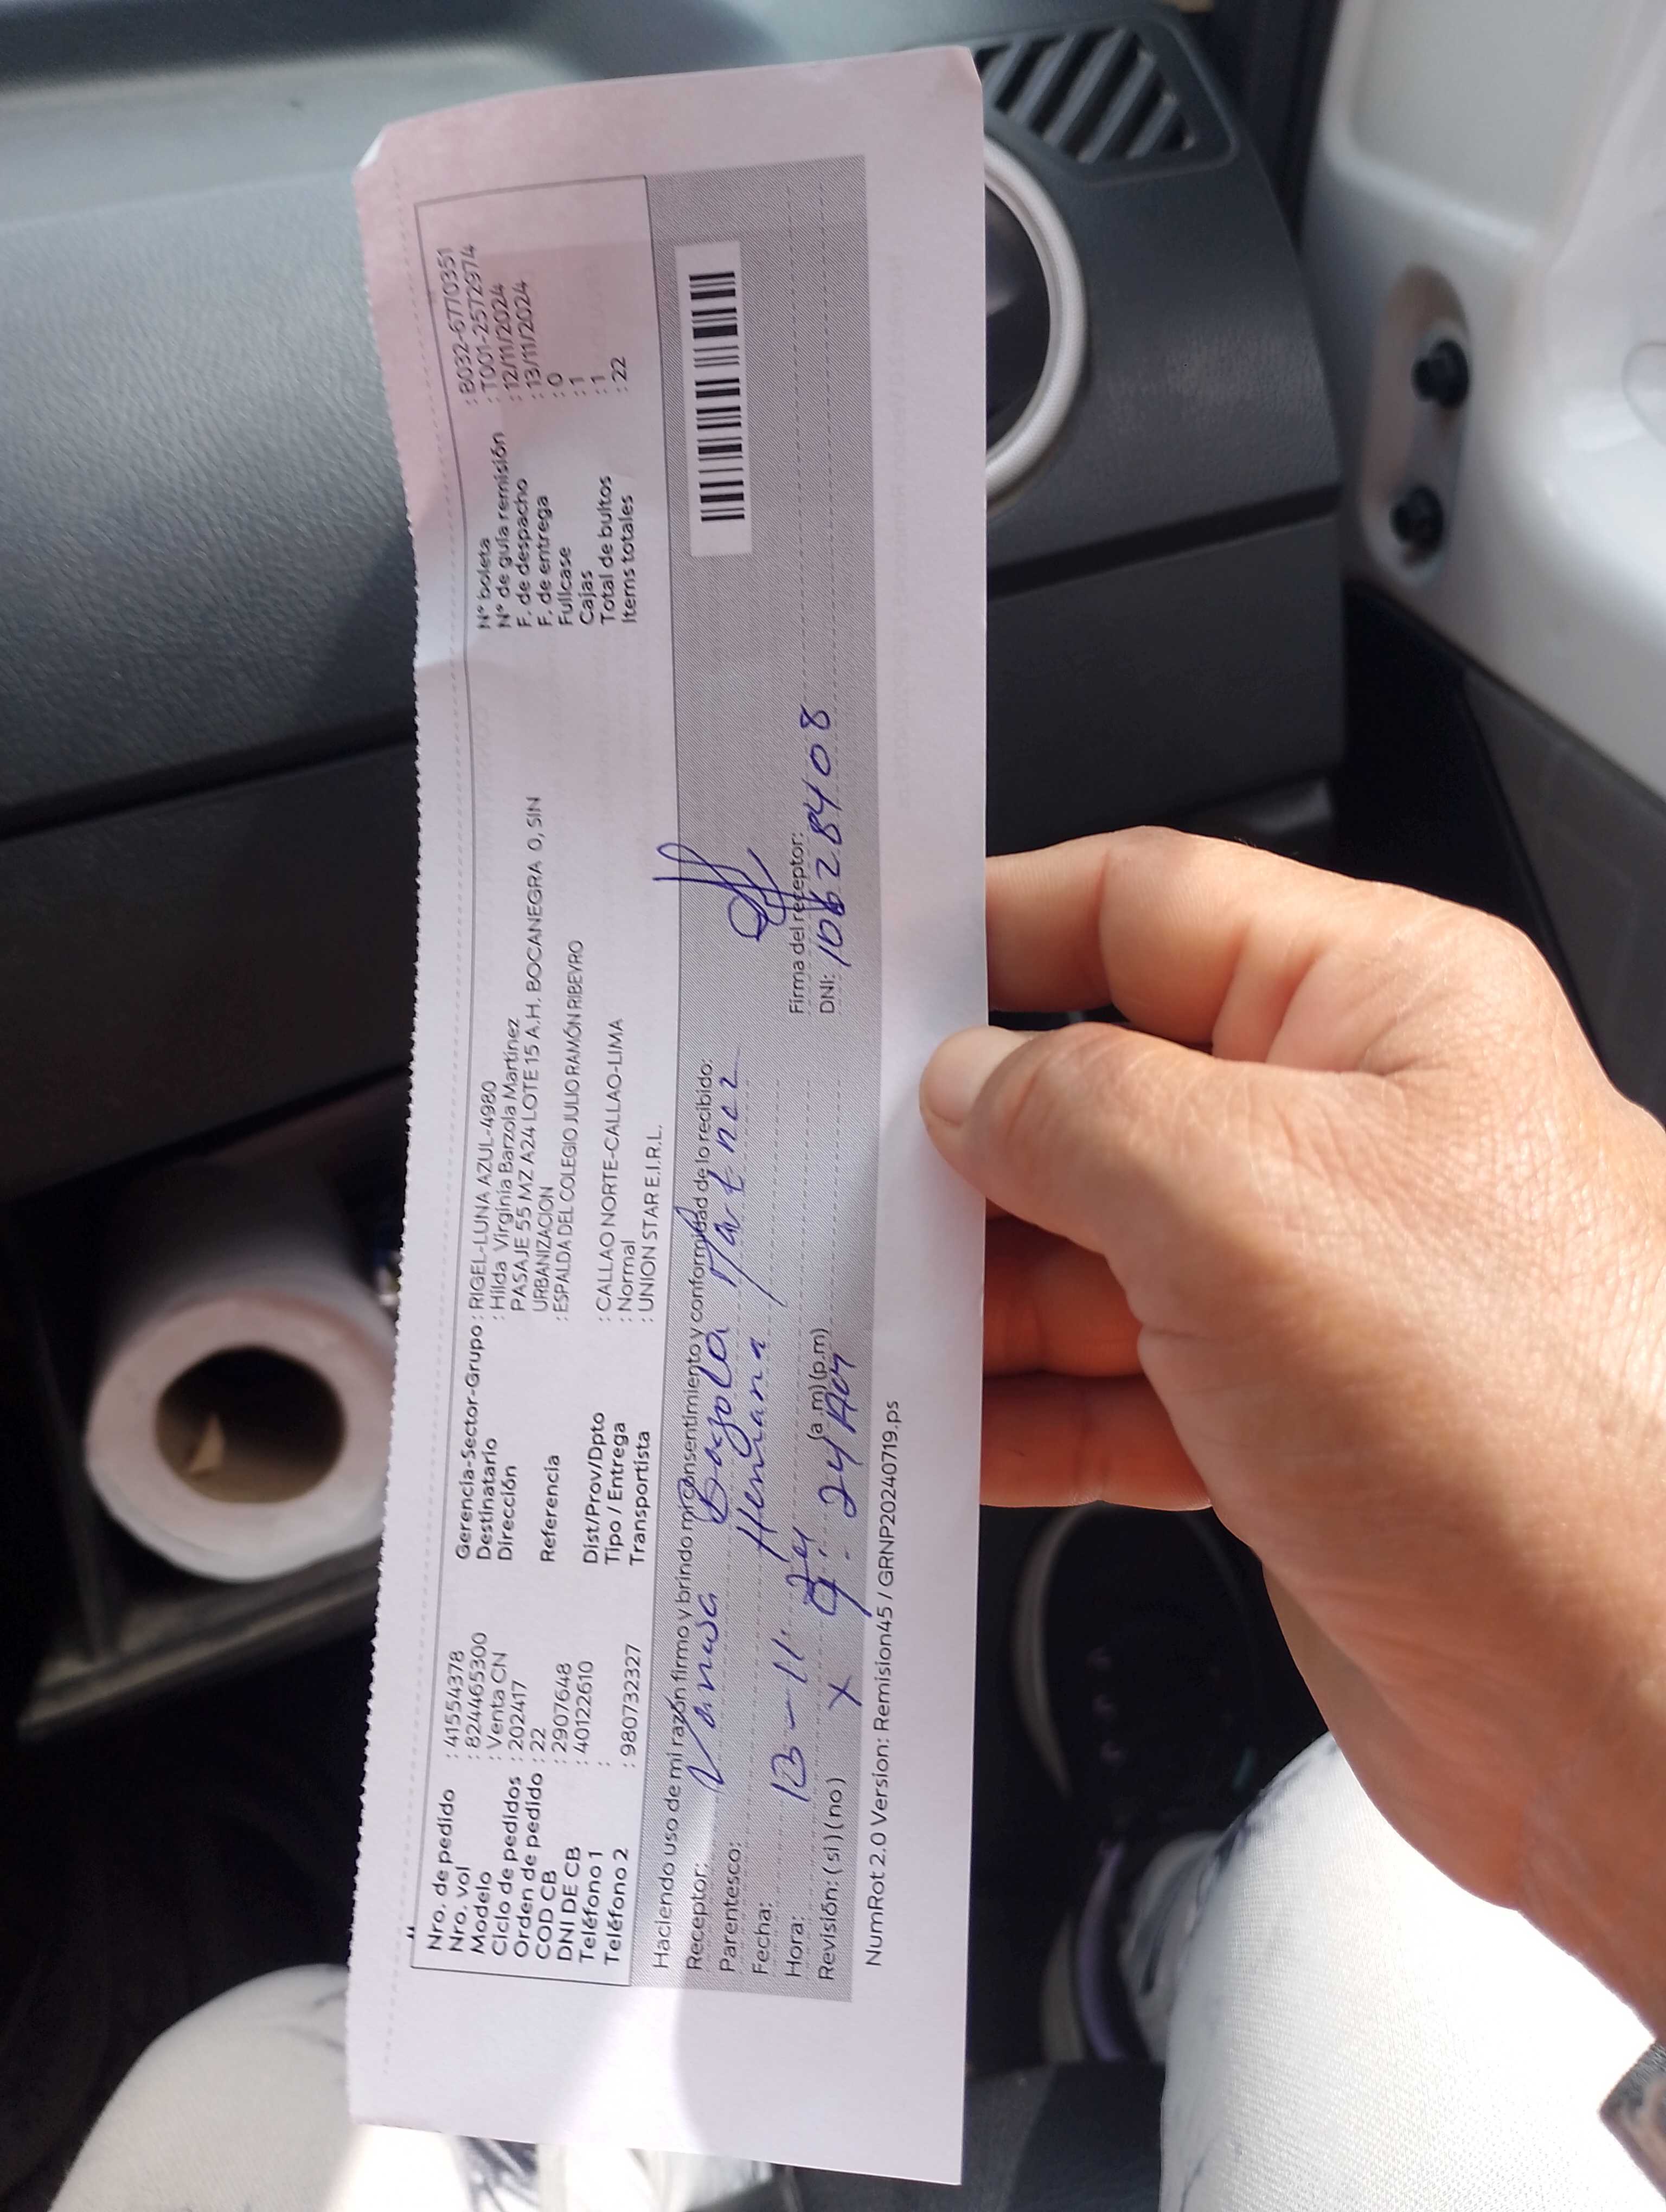 Nro. de pedido : 41554378
Nro. vol : 824465300
Modelo : Venta CN
Ciclo de pedidos : 202417
Orden de pedido : 22
COD CB : 2907648
DNI DE CB : 40122610
Teléfono 1 :
Teléfono 2 : 980732327
Gerencia-Sector-Grupo : RIGEL-LUNA AZUL-4980
Destinatario : Hilda Virginia Barzola Martinez
Dirección PASAJE 55 MZ A24 LOTE 15 A.H. BOCANEGRA 0, SIN
URBANIZACION
Referencia : ESPALDA DEL COLEGIO JULIO RAMÓN RIBEYRO
Dist/Prov/Dpto : CALLAO NORTE-CALLAO-LIMA
Tipo / Entrega : Normal
Transportista : UNION STAR E.I.R.L.
N° boleta : B032-6770351
N° de guía remisión : T001-2572974
F. de despacho : 12/11/2024
F. de entrega : 13/11/2024
Fullcase : 0
Cajas : 1
Total de bultos : 1
Items totales : 22
Haciendo uso de mi razón firmo y brindo mi consentimiento y conformidad de lo recibido:
Receptor: Martinez
Parentesco: Hermana
Fecha: 13-11-24
Hora: (a.m)(p.m)
Revisión: (si)(no) X
Firma del receptor:
DNI: 10628408
NumRot 2.0 Version: Remision45 / GRNP20240719.ps